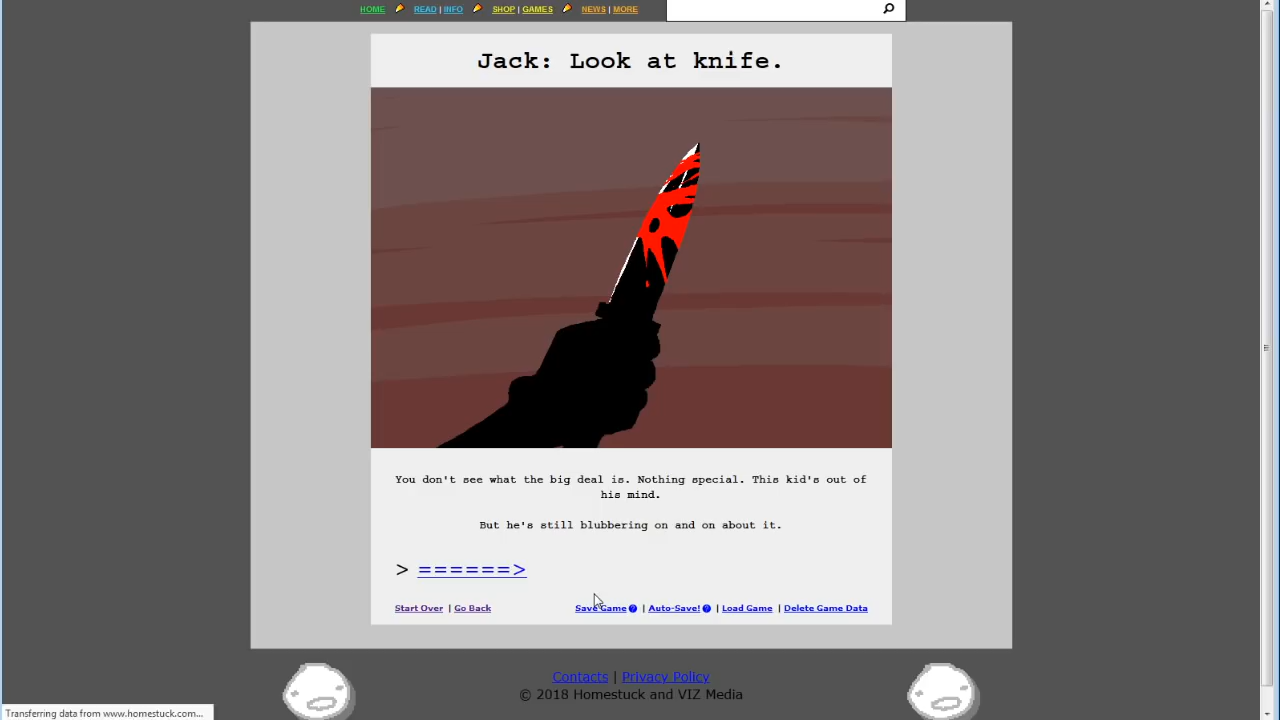 HOME READ | INFO SHOP | GAMES NEWS | MORE
Jack: Look at knife.
You don't see what the big deal is. Nothing special. This kid's out of
his mind.
But he's still blubbering on and on about it.
> ======>
Start Over | Go Back Save Game ? | Auto-Save! ? | Load Game | Delete Game Data
Contacts | Privacy Policy
© 2018 Homestuck and VIZ Media
Transferring data from www.homestuck.com...